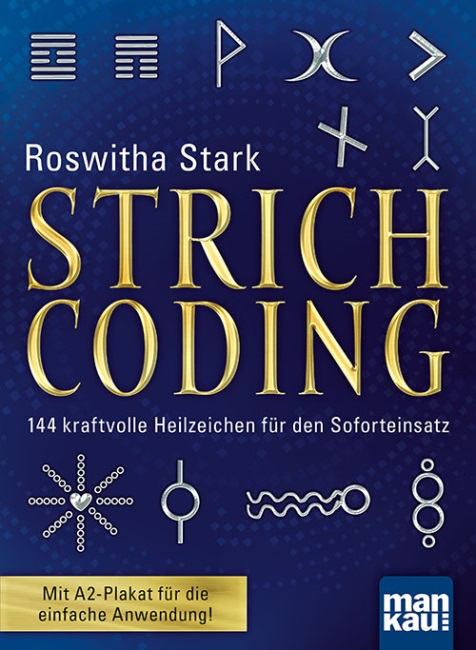 Roswitha Stark
STRICH
CODING
144 kraftvolle Heilzeichen für den Soforteinsatz
Mit A2-Plakat für die
einfache Anwendung!
man
kau